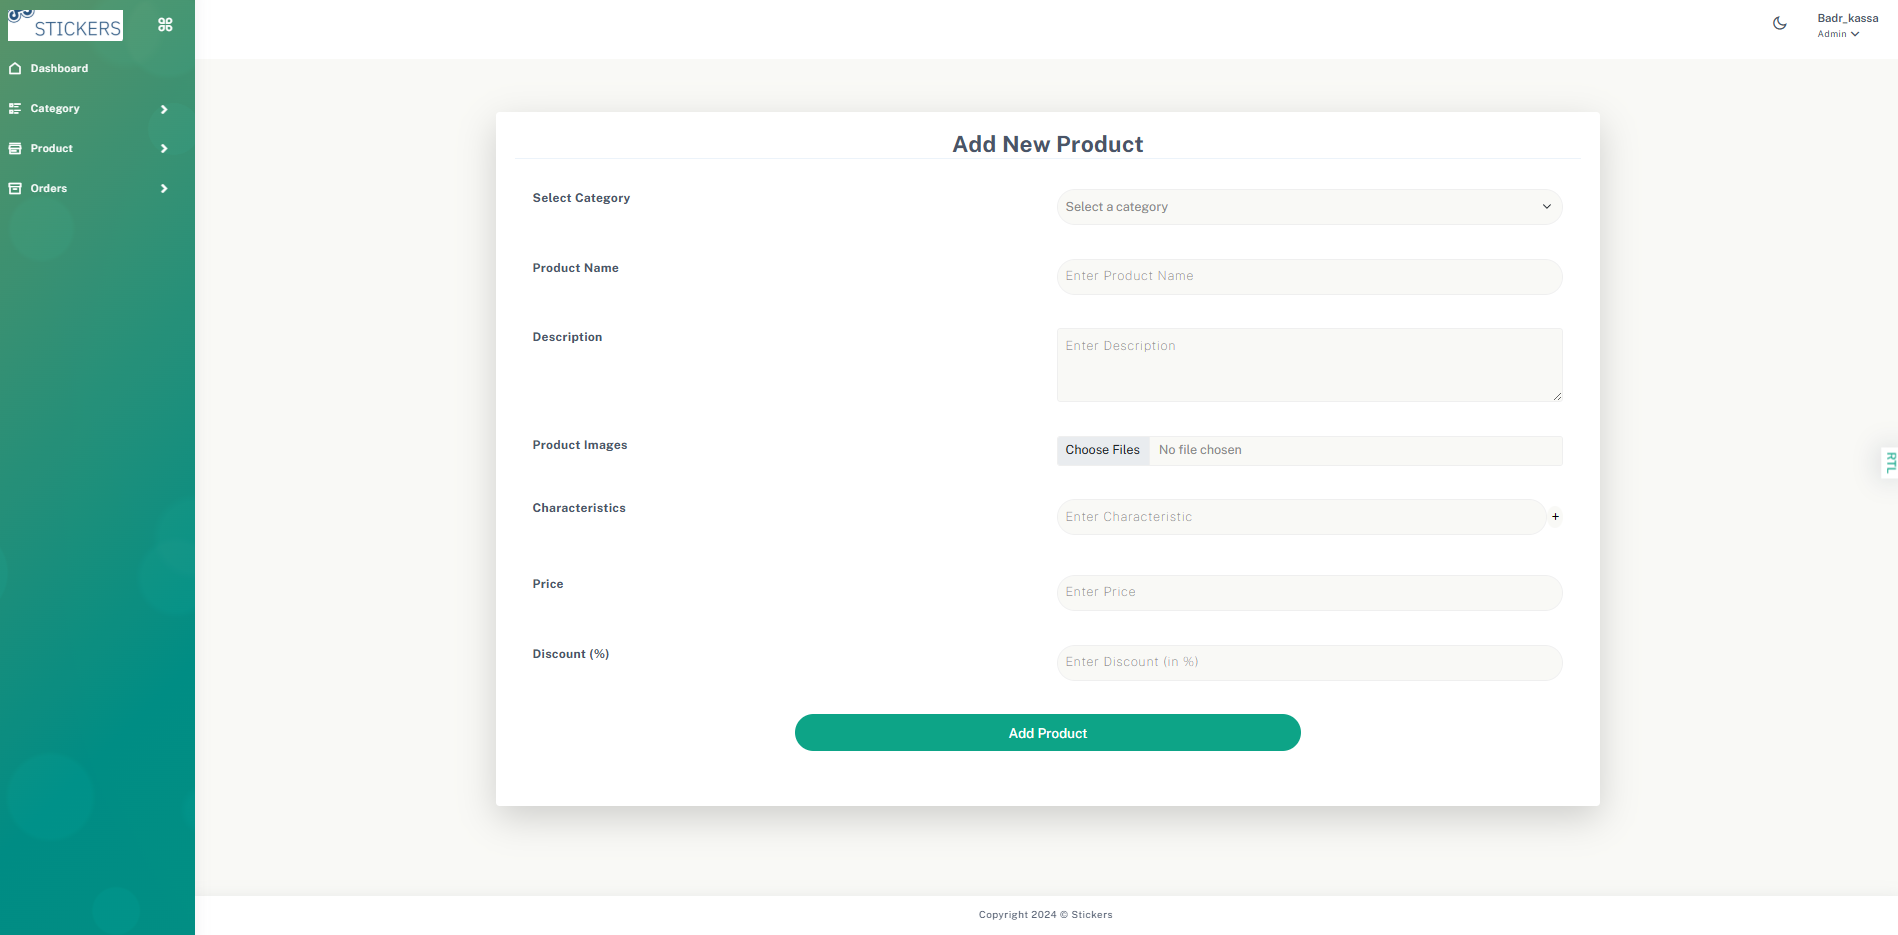 STICKERS
Dashboard
Category
Product
Orders
Badr_kassa
Admin
Add New Product
Select Category
Select a category
Product Name
Enter Product Name
Description
Enter Description
Product Images
Choose Files No file chosen
Characteristics
Enter Characteristic +
Price
Enter Price
Discount (%)
Enter Discount (in %)
Add Product
RTL
Copyright 2024 © Stickers